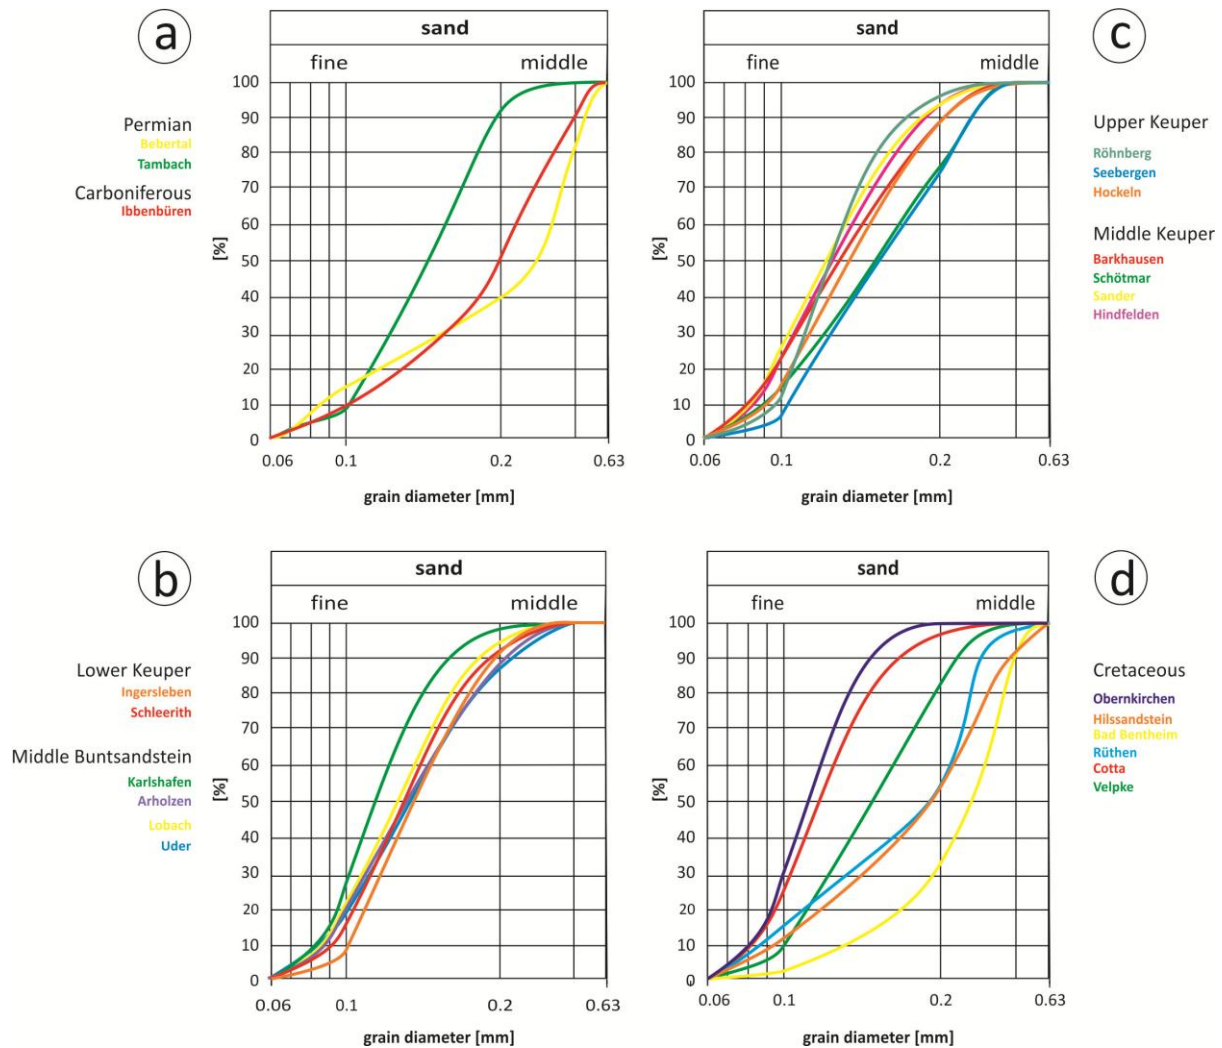 a
sand
fine middle
Permian
Bebertal
Tambach
Carboniferous
Ibbenbüren
100
90
80
70
60
50
40
30
20
10
0
[%]
0.06 0.1 0.2 0.63
grain diameter [mm]
c
sand
fine middle
Upper Keuper
Röhnberg
Seebergen
Hockeln
Middle Keuper
Barkhausen
Schötmar
Sander
Hindfelden
100
90
80
70
60
50
40
30
20
10
0
[%]
0.06 0.1 0.2 0.63
grain diameter [mm]
b
sand
fine middle
Lower Keuper
Ingersleben
Schleerith
Middle Buntsandstein
Karlshafen
Arholzen
Lobach
Uder
100
90
80
70
60
50
40
30
20
10
0
[%]
0.06 0.1 0.2 0.63
grain diameter [mm]
d
sand
fine middle
Cretaceous
Obernkirchen
Hilssandstein
Bad Bentheim
Rüthen
Cotta
Velpke
100
90
80
70
60
50
40
30
20
10
0
[%]
0.06 0.1 0.2 0.63
grain diameter [mm]